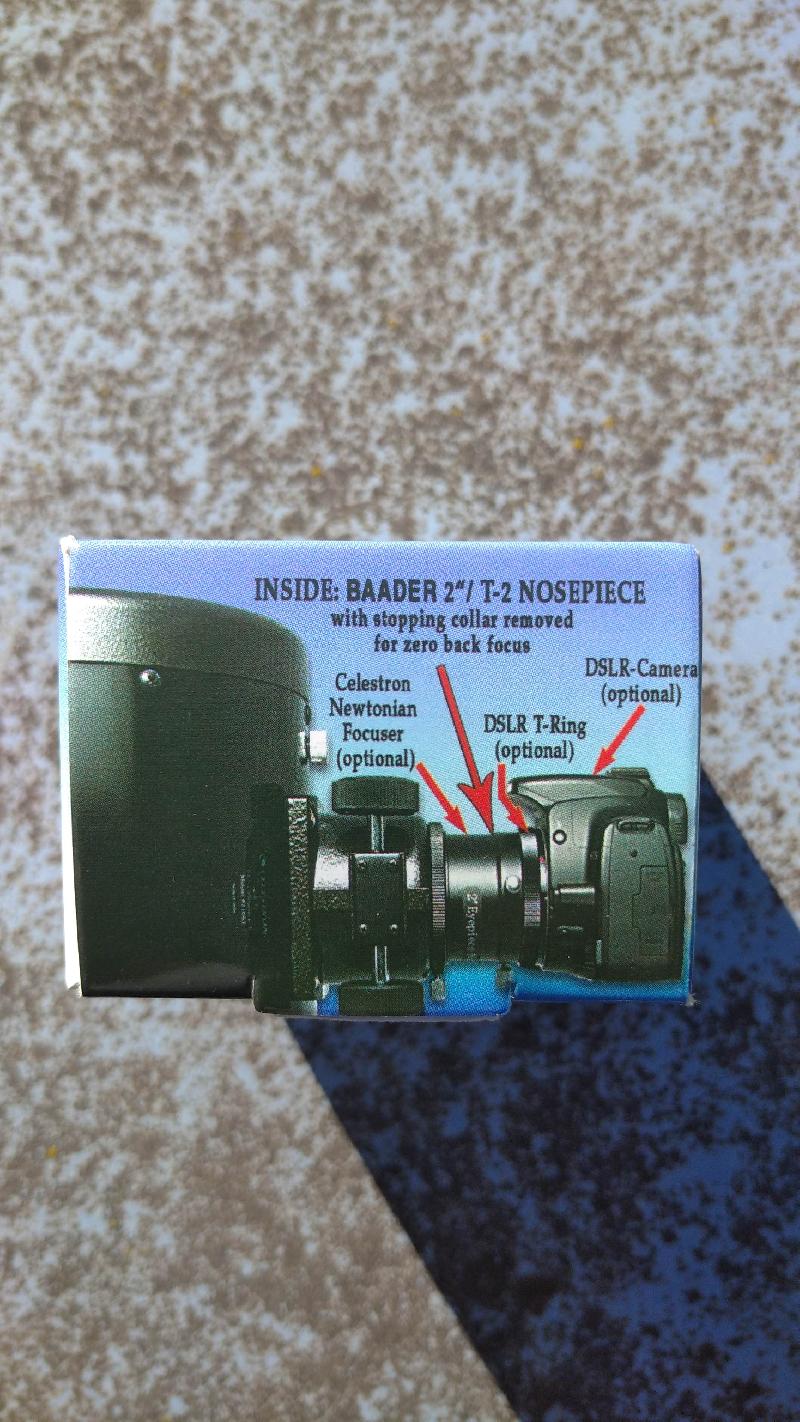 INSIDE: BAADER 2"/ T-2 NOSEPIECE
with stopping collar removed
for zero back focus
Celestron
Newtonian
Focuser
(optional)
DSLR T-Ring
(optional)
DSLR-Camera
(optional)